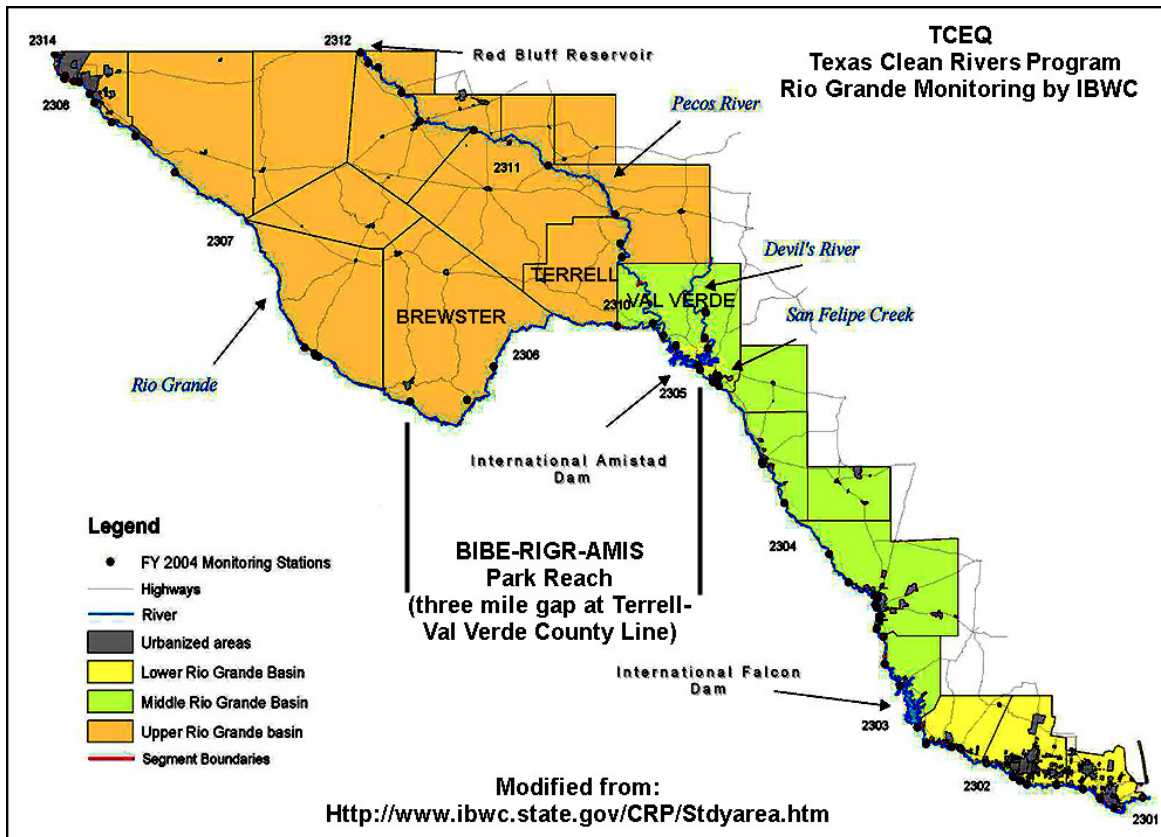 TCEQ
Texas Clean Rivers Program
Rio Grande Monitoring by IBWC
2314
2312
Red Bluff Reservoir
2308
Pecos River
2311
2307
Devil's River
TERRELL
2310
VAL VERDE
San Felipe Creek
BREWSTER
2306
Rio Grande
2305
International Amistad
Dam
Legend
FY 2004 Monitoring Stations
Highways
River
Urbanized areas
Lower Rio Grande Basin
Middle Rio Grande Basin
Upper Rio Grande basin
Segment Boundaries
BIBE-RIGR-AMIS
Park Reach
(three mile gap at Terrell-
Val Verde County Line)
2304
International Falcon
Dam
2303
2302
2301
Modified from:
Http://www.ibwc.state.gov/CRP/Stdyarea.htm